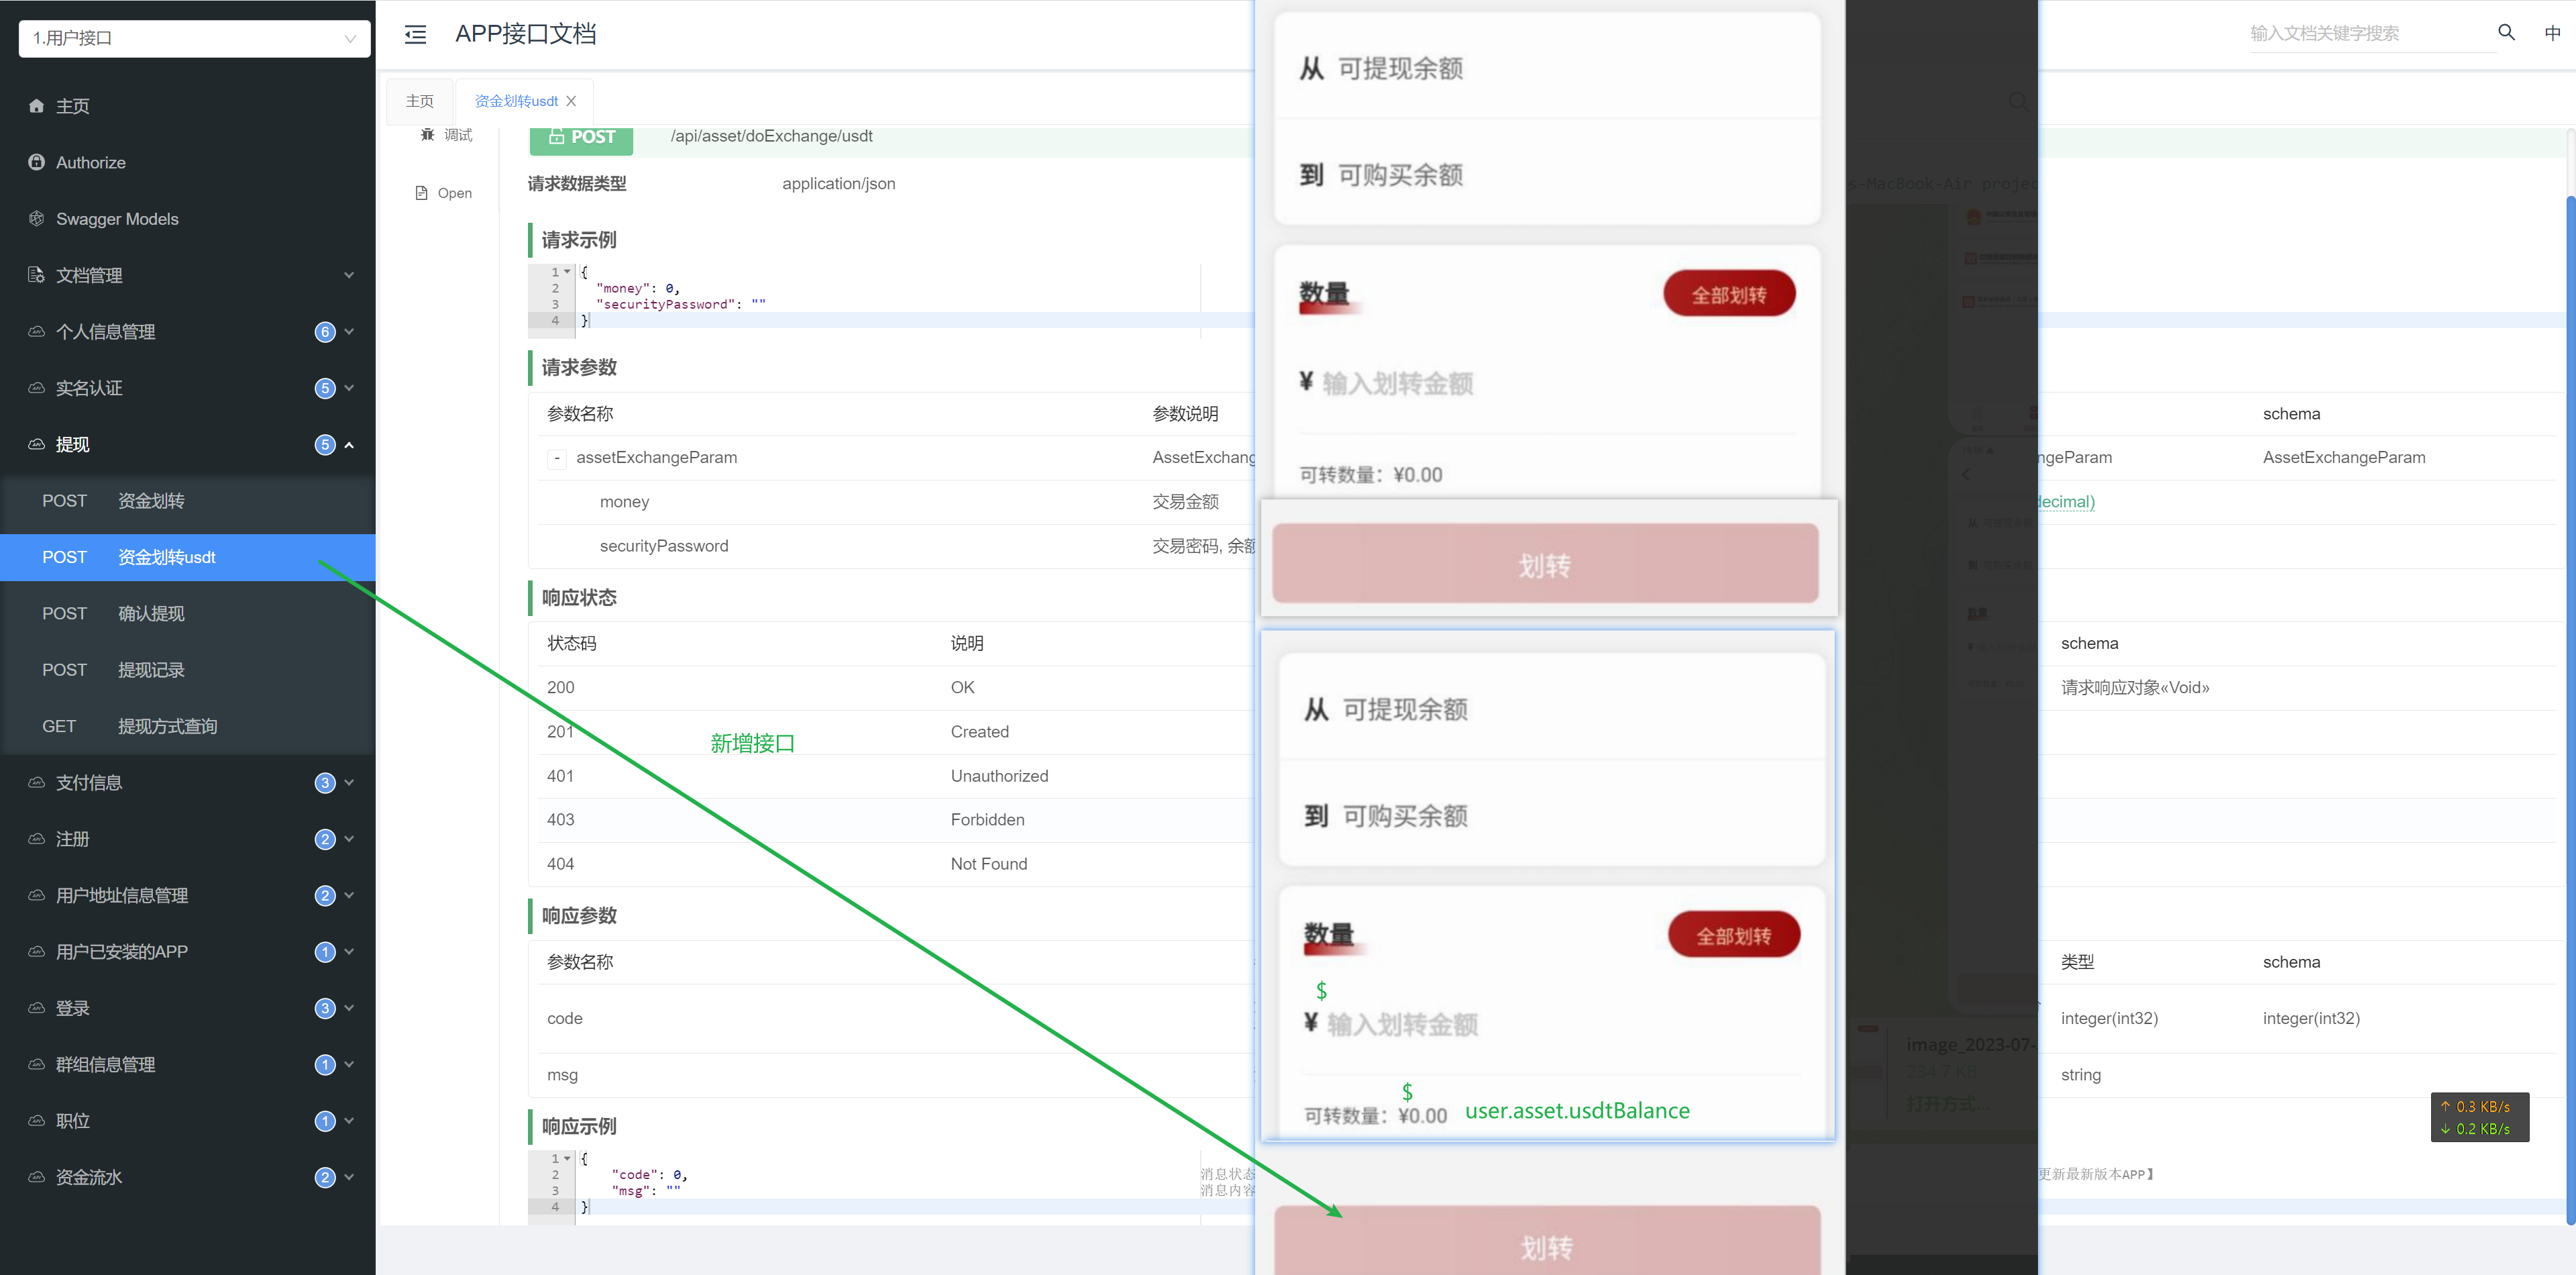 1.用户接口
主页
Authorize
Swagger Models
文档管理
个人信息管理 6
实名认证 5
提现 5
POST 资金划转
POST 资金划转usdt
POST 确认提现
POST 提现记录
GET 提现方式查询
支付信息 3
注册 2
用户地址信息管理 2
用户已安装的APP 1
登录 3
群组信息管理 1
职位 1
资金流水 2
APP接口文档
输入文档关键字搜索
中
主页 资金划转usdt
调试
Open
POST /api/asset/doExchange/usdt
请求数据类型 application/json
请求示例
1 {
2 "money": 0,
3 "securityPassword": ""
4 }
请求参数
参数名称 参数说明 schema
- assetExchangeParam AssetExchang ngeParam AssetExchangeParam
money 交易金额 decimal)
securityPassword 交易密码, 余额
响应状态
状态码 说明 schema
200 OK 请求响应对象«Void»
201 Created
401 Unauthorized
403 Forbidden
404 Not Found
新增接口
响应参数
参数名称 类型 schema
code integer(int32) integer(int32)
msg string
响应示例
1 {
2 "code": 0, 消息状态
3 "msg": "" 消息内容
4 }
更新最新版本APP】
从 可提现余额
到 可购买余额
数量 全部划转
¥ 输入划转金额
可转数量：¥0.00
划转
从 可提现余额
到 可购买余额
数量 全部划转
$
¥ 输入划转金额
$
可转数量：¥0.00 user.asset.usdtBalance
划转
s-MacBook-Air projec
image_2023-07-
234.7 KB
打开方式...
↑ 0.3 KB/s
↓ 0.2 KB/s